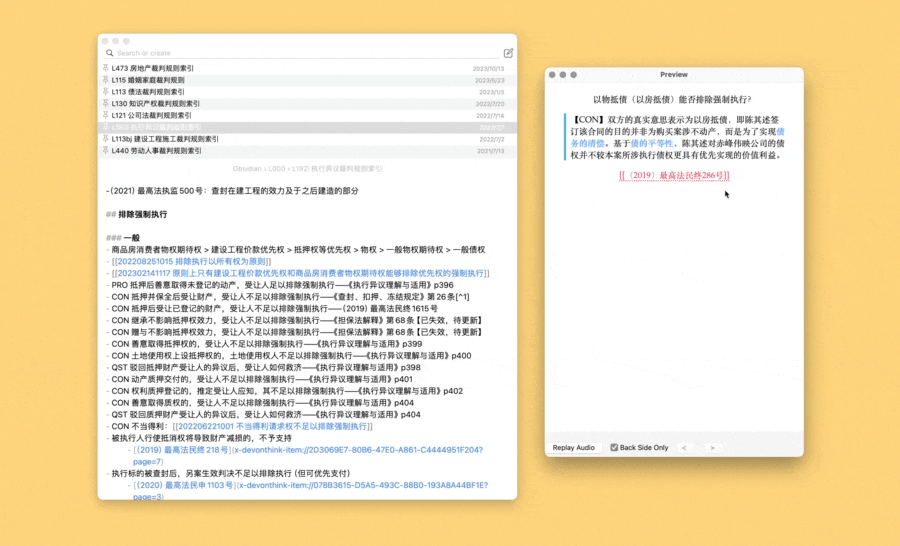 Search or create
L473 房地产裁判规则索引 2023/10/13
L115 婚姻家庭裁判规则 2023/5/23
L113 债法裁判规则索引 2023/1/3
L130 知识产权裁判规则索引 2022/7/20
L121 公司法裁判规则索引 2022/7/14
L113bj 建设工程施工裁判规则索引 2022/7/2
L440 劳动人事裁判规则索引 2021/7/13
Obsidian › L000 › L192i 执行异议裁判规则索引
-(2021) 最高法执监500号：查封在建工程的效力及于之后建造的部分
## 排除强制执行
### 一般
- 商品房消费者物权期待权 > 建设工程价款优先权 > 抵押权等优先权 > 物权 > 一般物权期待权 > 一般债权
- [[202208251015 排除执行以所有权为原则]]
- [[202302141117 原则上只有建设工程价款优先权和商品房消费者物权期待权能够排除优先权的强制执行]]
- PRO 抵押后善意取得未登记的动产，受让人足以排除强制执行——《执行异议理解与适用》p396
- CON 抵押并保全后受让财产，受让人不足以排除强制执行——《查封、扣押、冻结规定》第26条[^1]
- CON 抵押后受让已登记的财产，受让人不足以排除强制执行——(2019) 最高法民终1615号
- CON 继承不影响抵押权效力，受让人不足以排除强制执行——《担保法解释》第68条【已失效，待更新】
- CON 赠与不影响抵押权效力，受让人不足以排除强制执行——《担保法解释》第68条【已失效，待更新】
- CON 善意取得抵押权的，受让人不足以排除强制执行——《执行异议理解与适用》p399
- CON 土地使用权上设抵押权的，土地使用权人不足以排除强制执行——《执行异议理解与适用》p400
- QST 驳回抵押财产受让人的异议后，受让人如何救济——《执行异议理解与适用》p398
- CON 动产质押交付的，受让人不足以排除强制执行——《执行异议理解与适用》p401
- CON 权利质押登记的，推定受让人应知，其不足以排除强制执行——《执行异议理解与适用》p402
- CON 善意取得质权的，受让人不足以排除强制执行——《执行异议理解与适用》p404
- QST 驳回质押财产受让人的异议后，受让人如何救济——《执行异议理解与适用》p404
- CON 不当得利：[[202206221001 不当得利请求权不足以排除强制执行]]
- 被执行人行使抵消权将导致财产减损的，不予支持
- [(2019) 最高法民终218号](x-devonthink-item://2D3069E7-80B6-47E0-A861-C4444951F204?
page=7)
- 执行标的被查封后，另案生效判决不足以排除执行 (但可优先支付)
- [(2020) 最高法民申1103号](x-devonthink-item://078B3615-D5A5-493C-88B0-193A8A44BF1E?
page=3)
Preview
以物抵债（以房抵债）能否排除强制执行？
【CON】双方的真实意思表示为以房抵债，即陈其述签
订该合同的目的并非为购买案涉不动产，而是为了实现债
务的清偿。基于债的平等性，陈其述对赤峰伟映公司的债
权并不较本案所涉执行债权更具有优先实现的价值利益。
[[（2019）最高法民终286号]]
Replay Audio Back Side Only < >